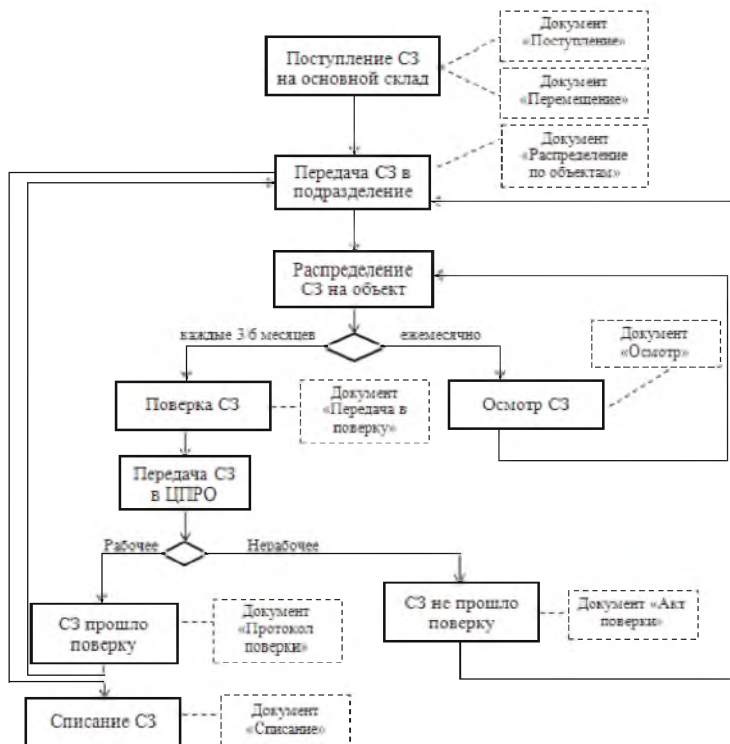 Поступление СЗ
на основной склад
Документ
«Поступление»
Документ
«Перемещение»
Документ
«Распределение
по объектам»
Передача СЗ в
подразделение
Распределение
СЗ на объект
каждые 3/6 месяцев
ежемесячно
Документ
«Осмотр»
Поверка СЗ
Документ
«Передача в
поверку»
Осмотр СЗ
Передача СЗ
в ЦПРО
Рабочее
Нерабочее
СЗ прошло
поверку
Документ
«Протокол
поверки»
СЗ не прошло
поверку
Документ «Акт
поверки»
Списание СЗ
Документ
«Списание»